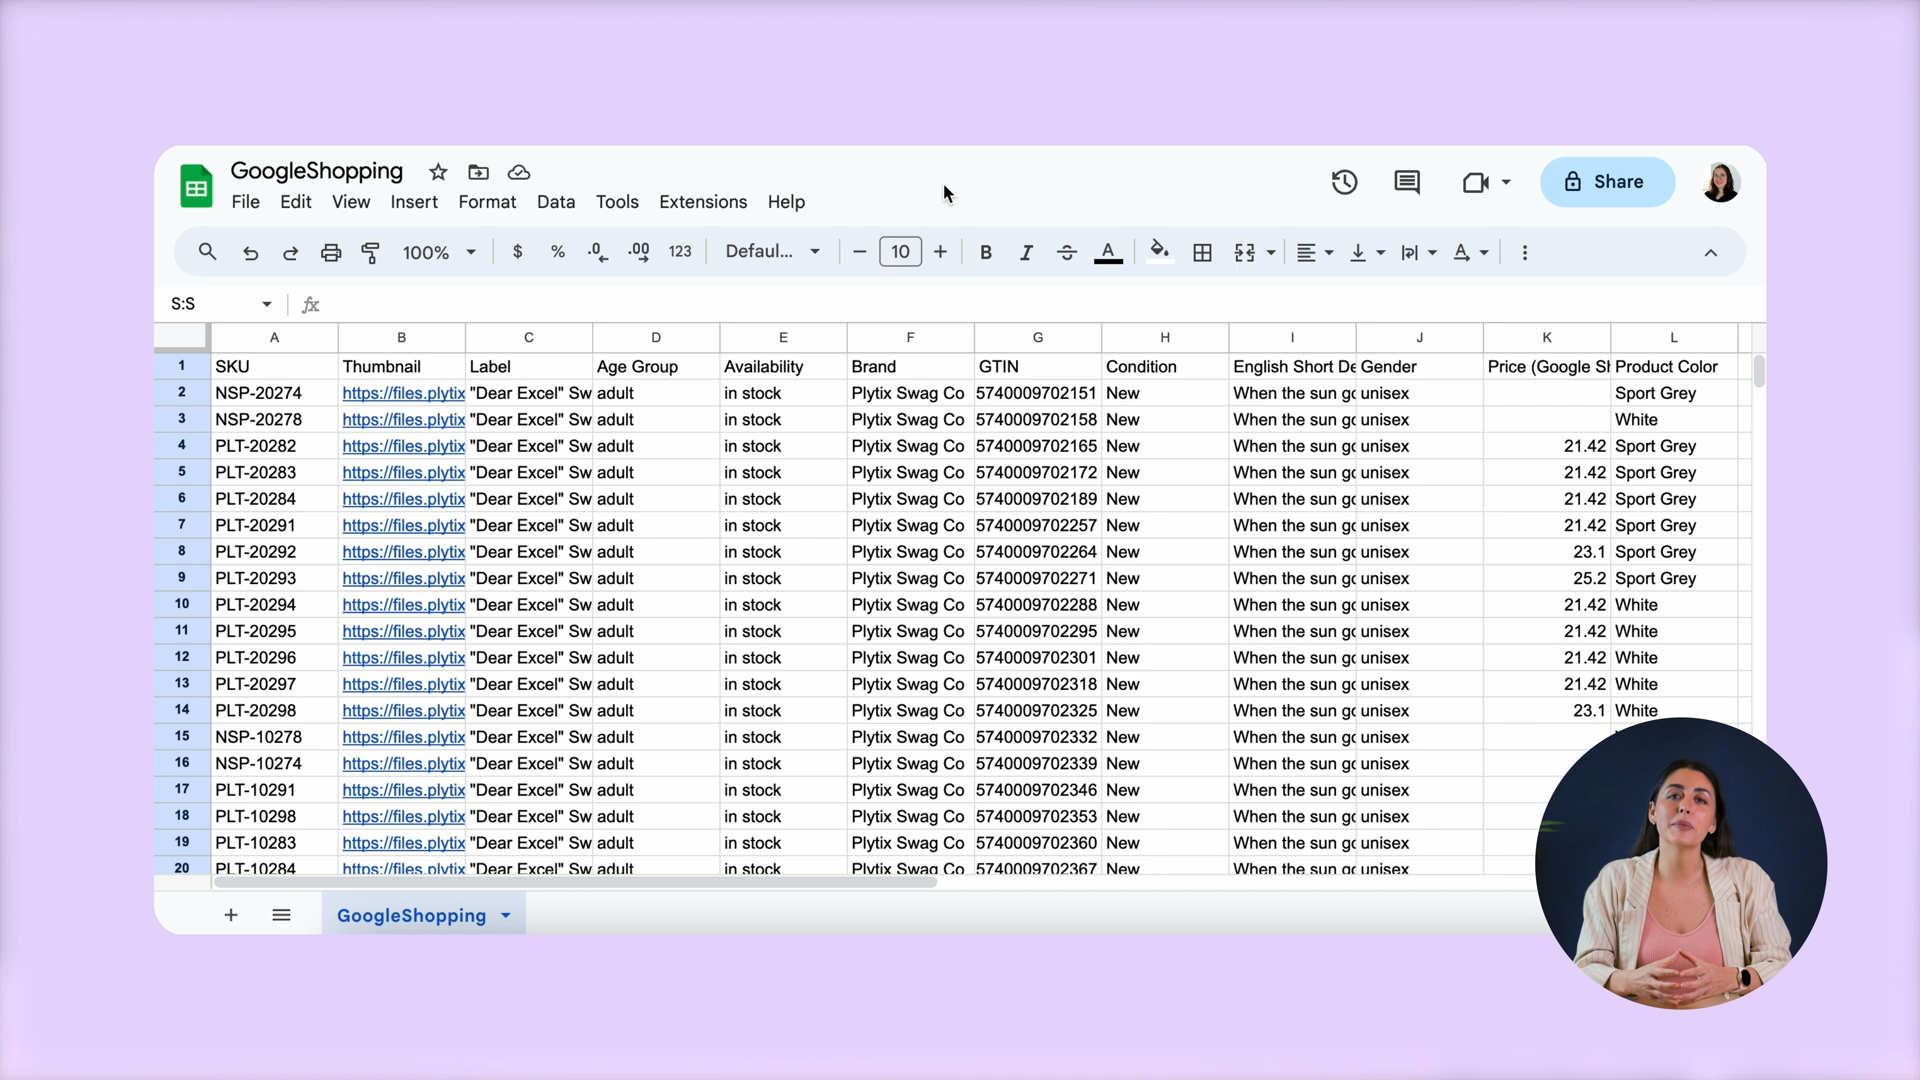 GoogleShopping
File Edit View Insert Format Data Tools Extensions Help
Share
100% $ % .0 .00 123 Defaul... 10 B I A
S:S fx
A B C D E F G H I J K L
1 SKU Thumbnail Label Age Group Availability Brand GTIN Condition English Short De Gender Price (Google Sh Product Color
2 NSP-20274 https://files.plytix "Dear Excel" Sw adult in stock Plytix Swag Co 5740009702151 New When the sun go unisex Sport Grey
3 NSP-20278 https://files.plytix "Dear Excel" Sw adult in stock Plytix Swag Co 5740009702158 New When the sun go unisex White
4 PLT-20282 https://files.plytix "Dear Excel" Sw adult in stock Plytix Swag Co 5740009702165 New When the sun go unisex 21.42 Sport Grey
5 PLT-20283 https://files.plytix "Dear Excel" Sw adult in stock Plytix Swag Co 5740009702172 New When the sun go unisex 21.42 Sport Grey
6 PLT-20284 https://files.plytix "Dear Excel" Sw adult in stock Plytix Swag Co 5740009702189 New When the sun go unisex 21.42 Sport Grey
7 PLT-20291 https://files.plytix "Dear Excel" Sw adult in stock Plytix Swag Co 5740009702257 New When the sun go unisex 21.42 Sport Grey
8 PLT-20292 https://files.plytix "Dear Excel" Sw adult in stock Plytix Swag Co 5740009702264 New When the sun go unisex 23.1 Sport Grey
9 PLT-20293 https://files.plytix "Dear Excel" Sw adult in stock Plytix Swag Co 5740009702271 New When the sun go unisex 25.2 Sport Grey
10 PLT-20294 https://files.plytix "Dear Excel" Sw adult in stock Plytix Swag Co 5740009702288 New When the sun go unisex 21.42 White
11 PLT-20295 https://files.plytix "Dear Excel" Sw adult in stock Plytix Swag Co 5740009702295 New When the sun go unisex 21.42 White
12 PLT-20296 https://files.plytix "Dear Excel" Sw adult in stock Plytix Swag Co 5740009702301 New When the sun go unisex 21.42 White
13 PLT-20297 https://files.plytix "Dear Excel" Sw adult in stock Plytix Swag Co 5740009702318 New When the sun go unisex 21.42 White
14 PLT-20298 https://files.plytix "Dear Excel" Sw adult in stock Plytix Swag Co 5740009702325 New When the sun go unisex 23.1 White
15 NSP-10278 https://files.plytix "Dear Excel" Sw adult in stock Plytix Swag Co 5740009702332 New When the sun go unisex
16 NSP-10274 https://files.plytix "Dear Excel" Sw adult in stock Plytix Swag Co 5740009702339 New When the sun go unisex
17 PLT-10291 https://files.plytix "Dear Excel" Sw adult in stock Plytix Swag Co 5740009702346 New When the sun go unisex
18 PLT-10298 https://files.plytix "Dear Excel" Sw adult in stock Plytix Swag Co 5740009702353 New When the sun go unisex
19 PLT-10283 https://files.plytix "Dear Excel" Sw adult in stock Plytix Swag Co 5740009702360 New When the sun go unisex
20 PLT-10284 https://files.plytix "Dear Excel" Sw adult in stock Plytix Swag Co 5740009702367 New When the sun go unisex
GoogleShopping